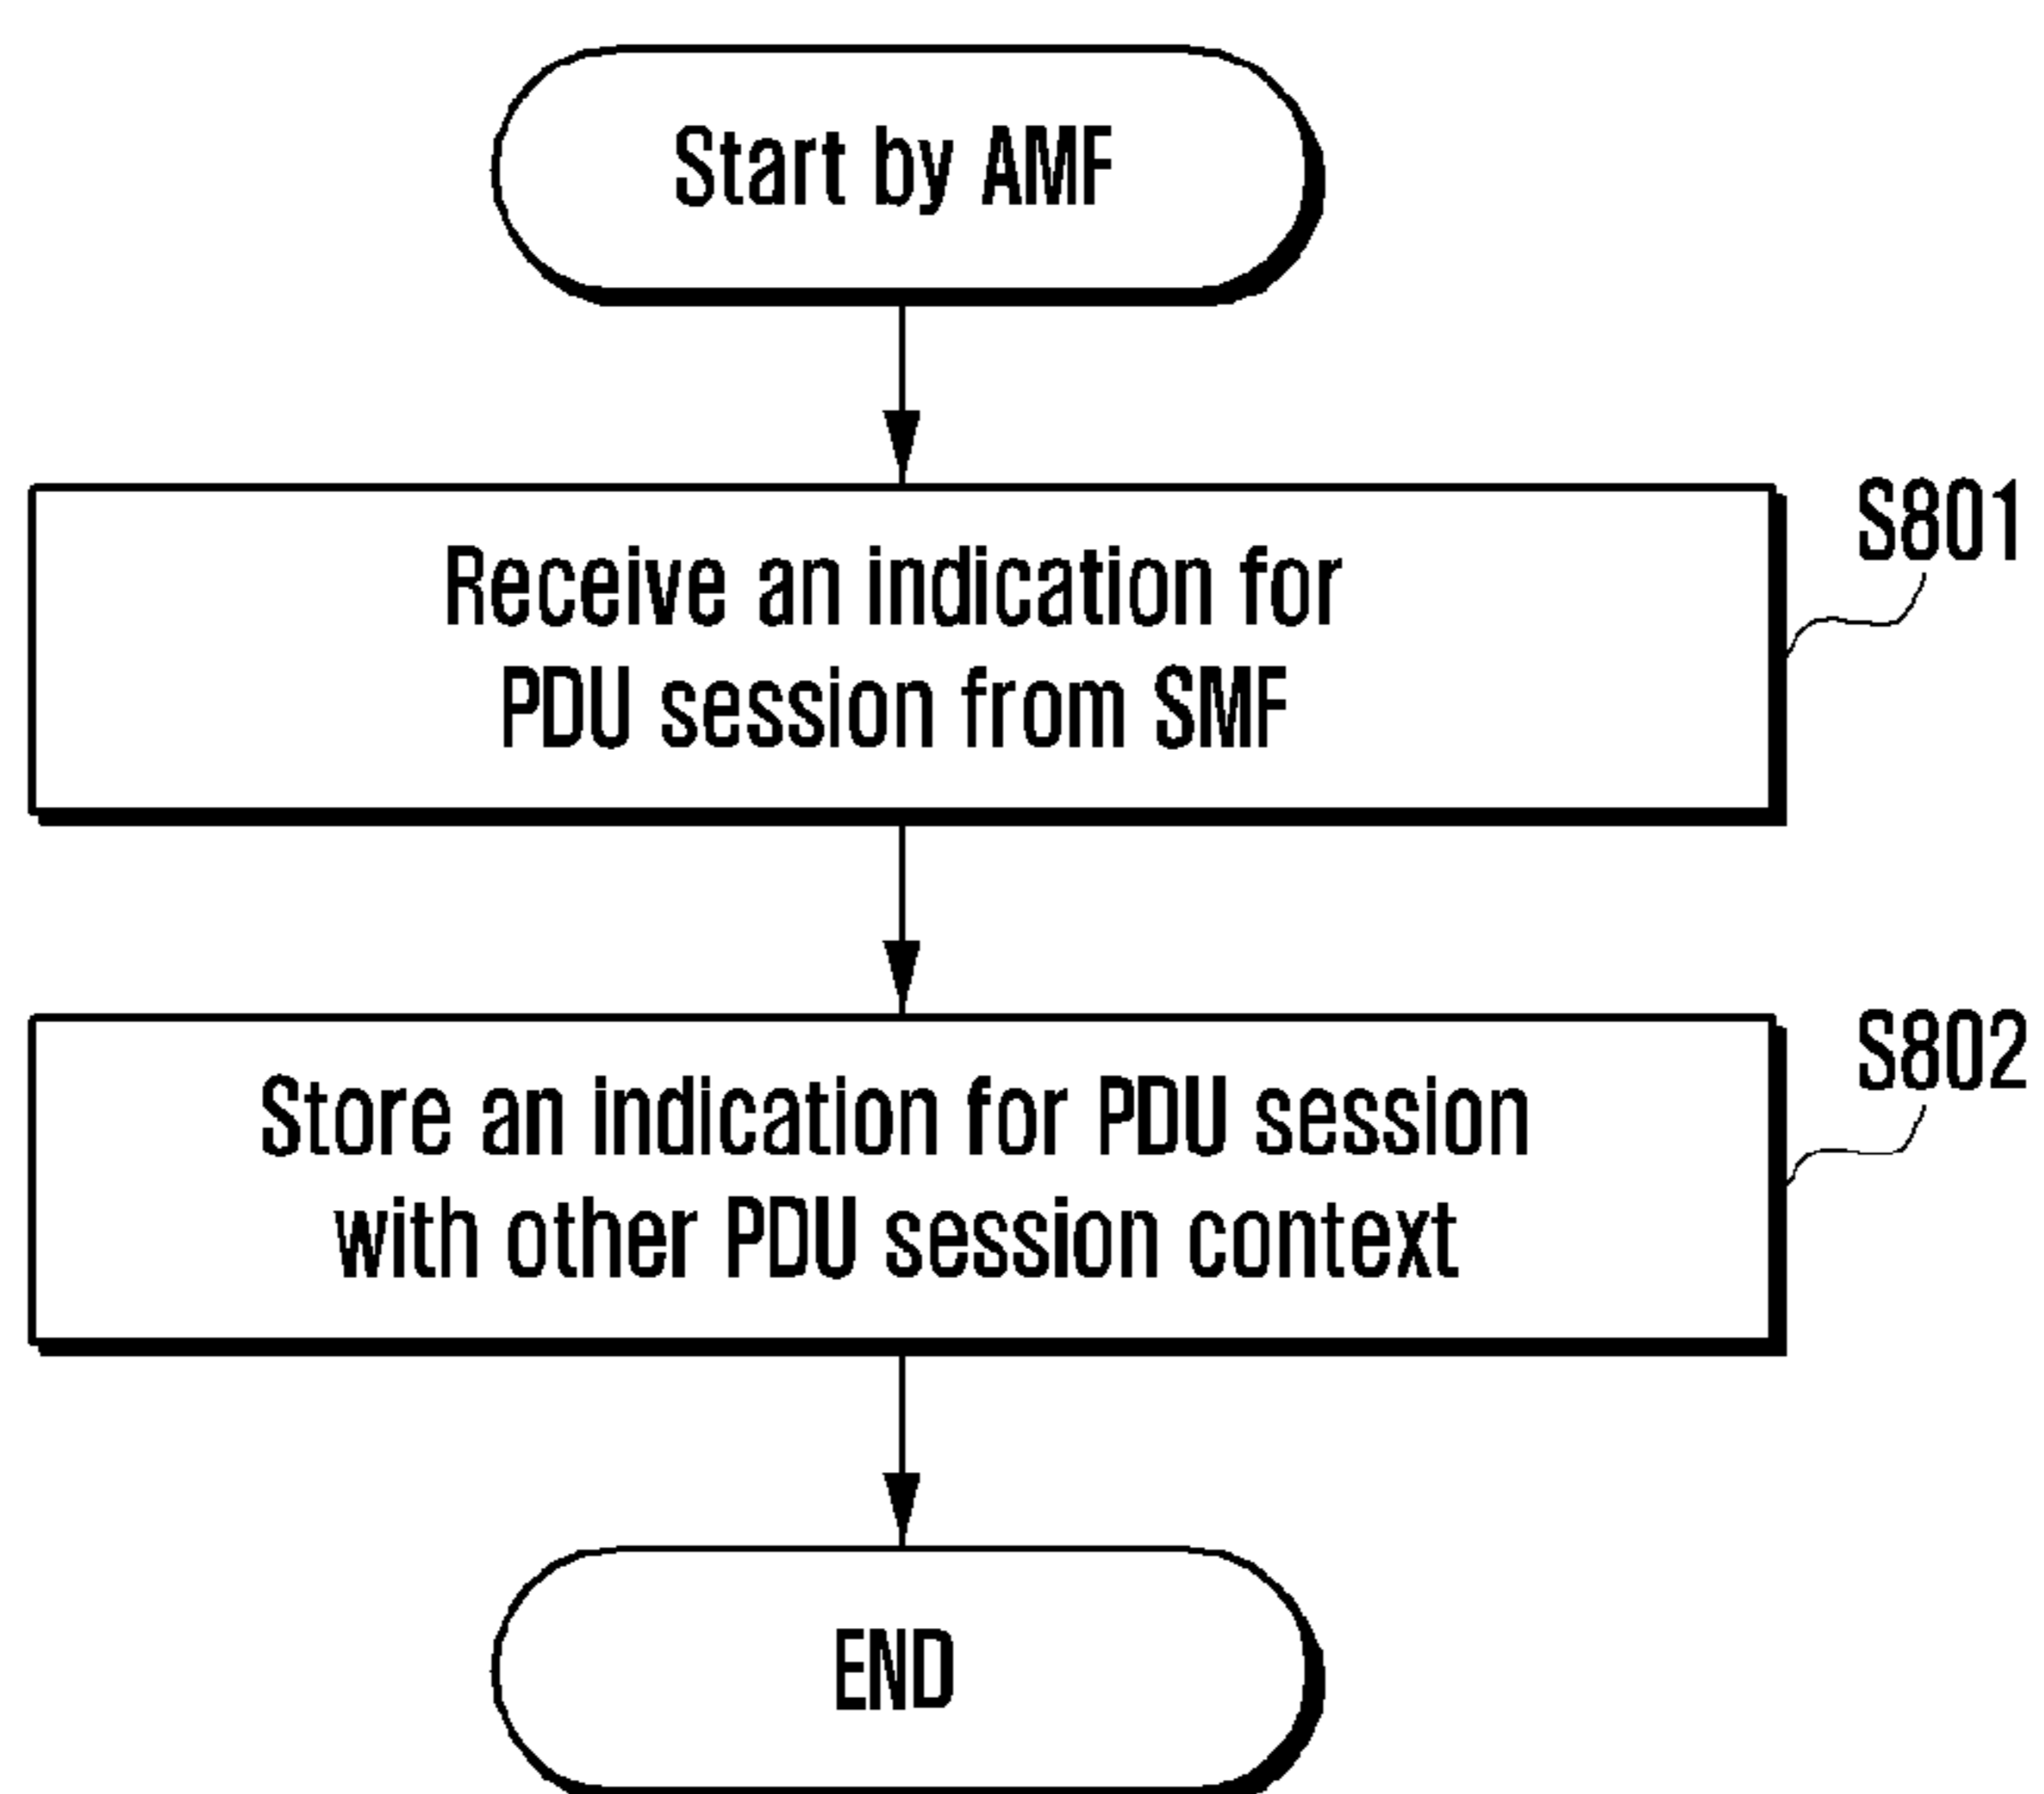 Start by AMF
Receive an indication for
PDU session from SMF
S801
Store an indication for PDU session
with other PDU session context
S802
END